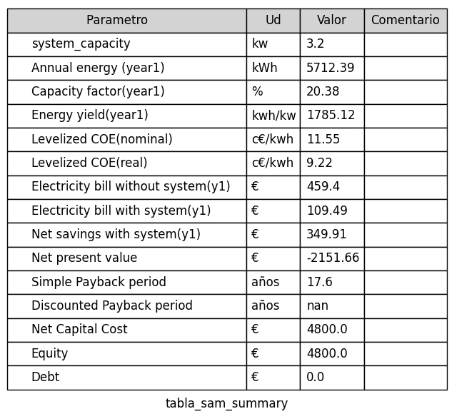 Parametro Ud Valor Comentario
system_capacity kw 3.2
Annual energy (year1) kWh 5712.39
Capacity factor(year1) % 20.38
Energy yield(year1) kwh/kw 1785.12
Levelized COE(nominal) c€/kwh 11.55
Levelized COE(real) c€/kwh 9.22
Electricity bill without system(y1) € 459.4
Electricity bill with system(y1) € 109.49
Net savings with system(y1) € 349.91
Net present value € -2151.66
Simple Payback period años 17.6
Discounted Payback period años nan
Net Capital Cost € 4800.0
Equity € 4800.0
Debt € 0.0
tabla_sam_summary